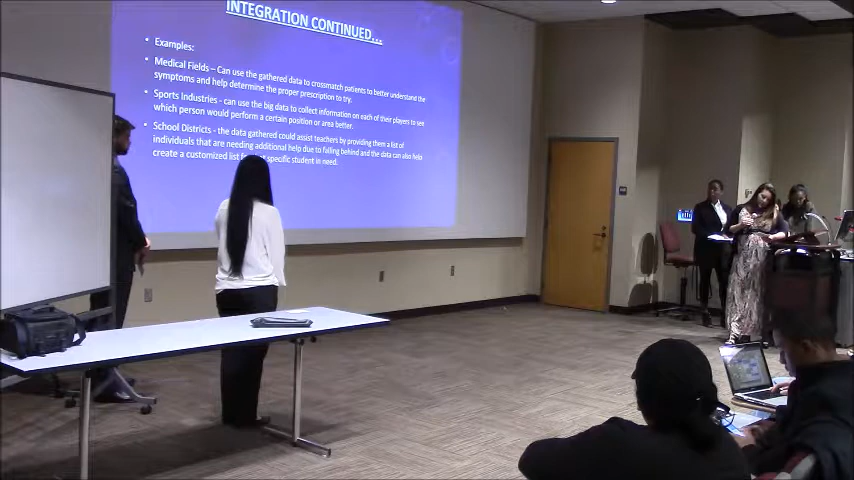 INTEGRATION CONTINUED...
• Examples:
• Medical Fields – Can use the gathered data to crossmatch patients to better understand the
symptoms and help determine the proper prescription to try.
• Sports Industries - can use the big data to collect information on each of their players to see
which person would perform a certain position or area better.
• School Districts - the data gathered could assist teachers by providing them a list of
individuals that are needing additional help due to falling behind and the data can also help
create a customized list for specific student in need.